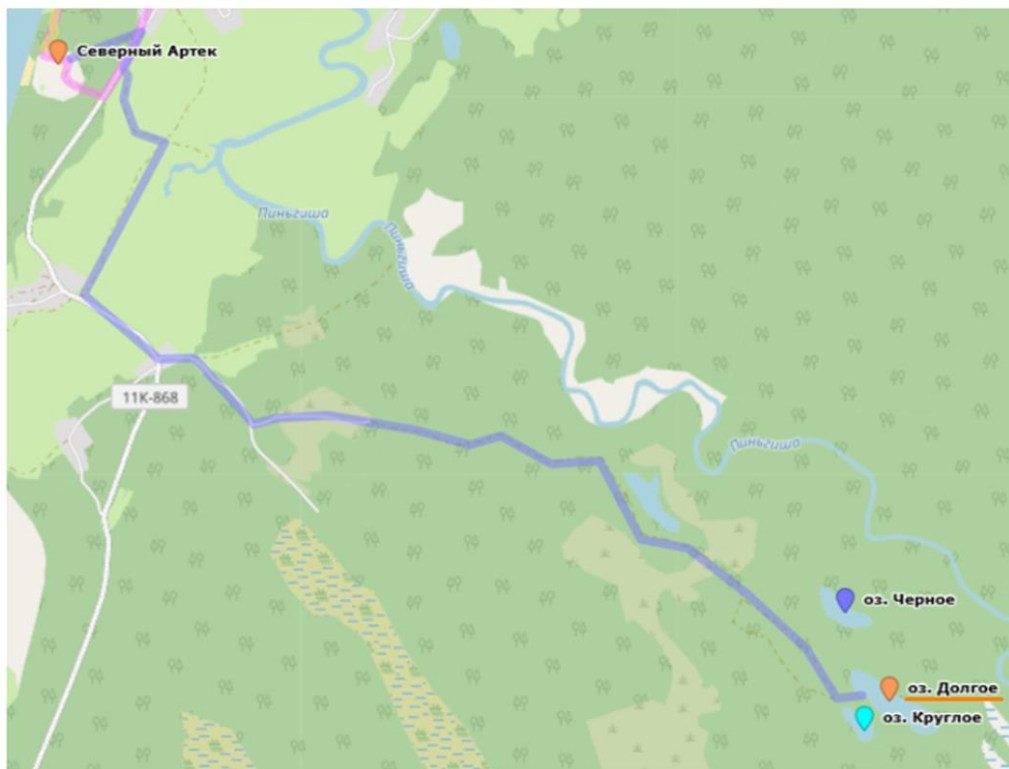 Северный Артек
Пиньгиша
Пиньгиша
11К-868
Пиньгиша
оз. Черное
оз. Долгое
оз. Круглое